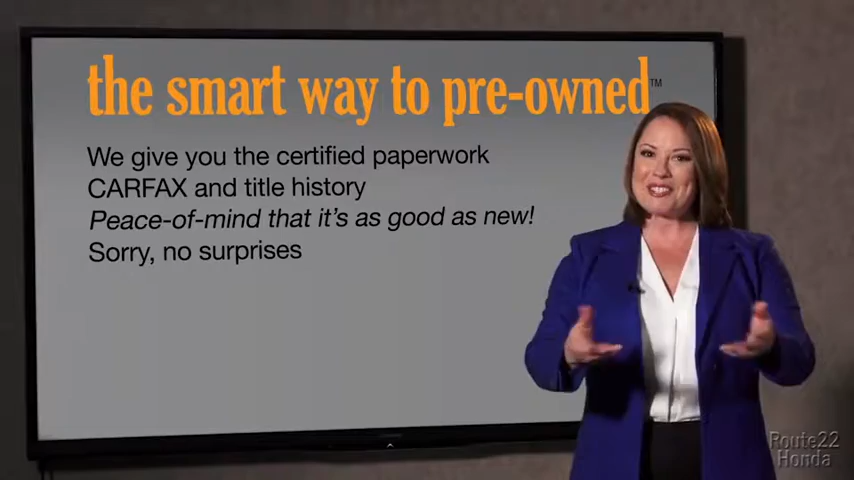 the smart way to pre-owned™
We give you the certified paperwork
CARFAX and title history
Peace-of-mind that it's as good as new!
Sorry, no surprises
Route22
Honda